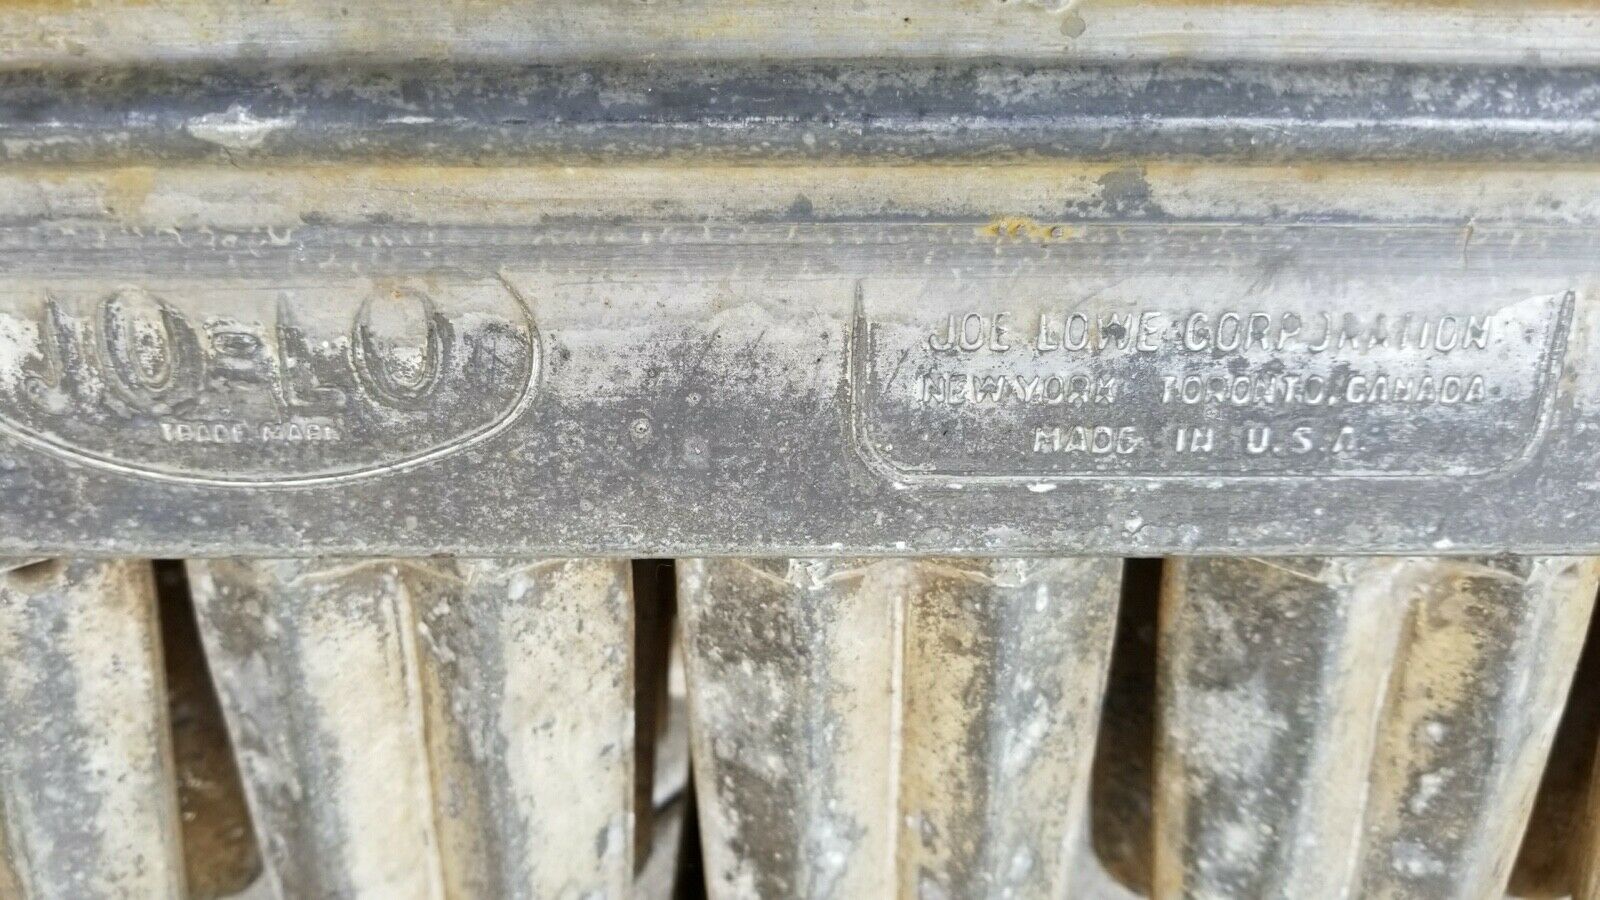 JO-LO
TRADE MARK
JOE LOWE CORPORATION
NEW YORK TORONTO, CANADA
MADE IN U.S.A.